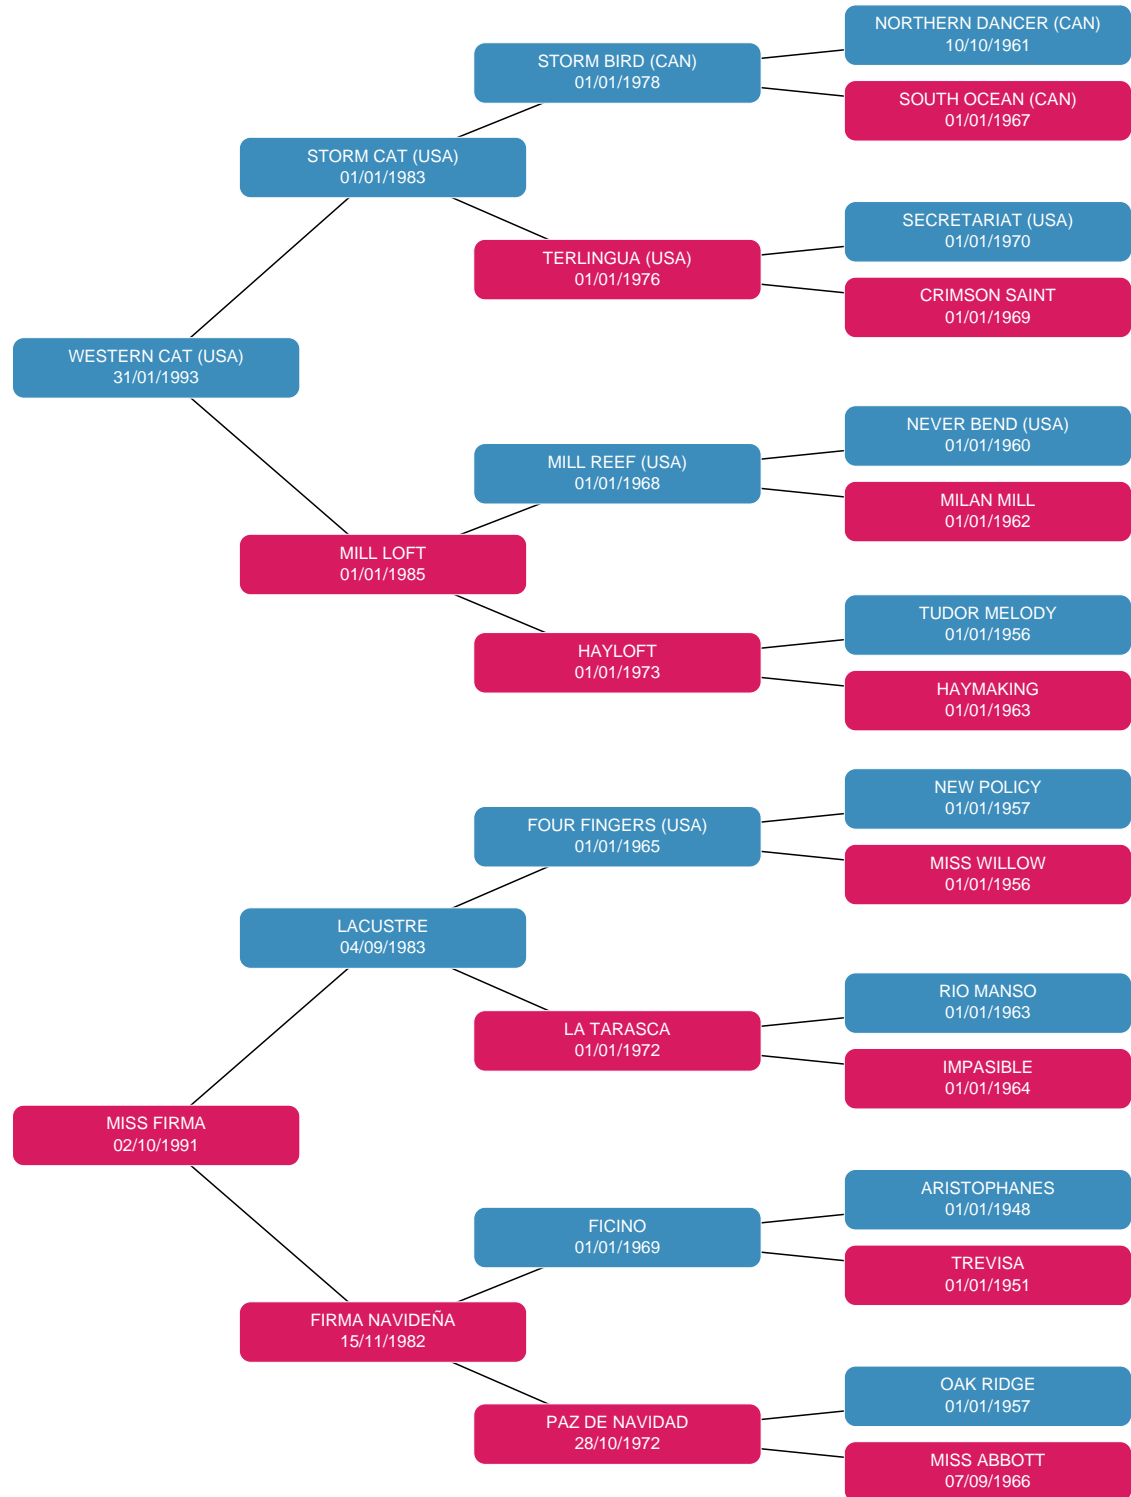 NORTHERN DANCER (CAN)
10/10/1961
STORM BIRD (CAN)
01/01/1978
SOUTH OCEAN (CAN)
01/01/1967
STORM CAT (USA)
01/01/1983
SECRETARIAT (USA)
01/01/1970
TERLINGUA (USA)
01/01/1976
CRIMSON SAINT
01/01/1969
WESTERN CAT (USA)
31/01/1993
NEVER BEND (USA)
01/01/1960
MILL REEF (USA)
01/01/1968
MILAN MILL
01/01/1962
MILL LOFT
01/01/1985
TUDOR MELODY
01/01/1956
HAYLOFT
01/01/1973
HAYMAKING
01/01/1963
NEW POLICY
01/01/1957
FOUR FINGERS (USA)
01/01/1965
MISS WILLOW
01/01/1956
LACUSTRE
04/09/1983
RIO MANSO
01/01/1963
LA TARASCA
01/01/1972
IMPASIBLE
01/01/1964
MISS FIRMA
02/10/1991
ARISTOPHANES
01/01/1948
FICINO
01/01/1969
TREVISA
01/01/1951
FIRMA NAVIDEÑA
15/11/1982
OAK RIDGE
01/01/1957
PAZ DE NAVIDAD
28/10/1972
MISS ABBOTT
07/09/1966